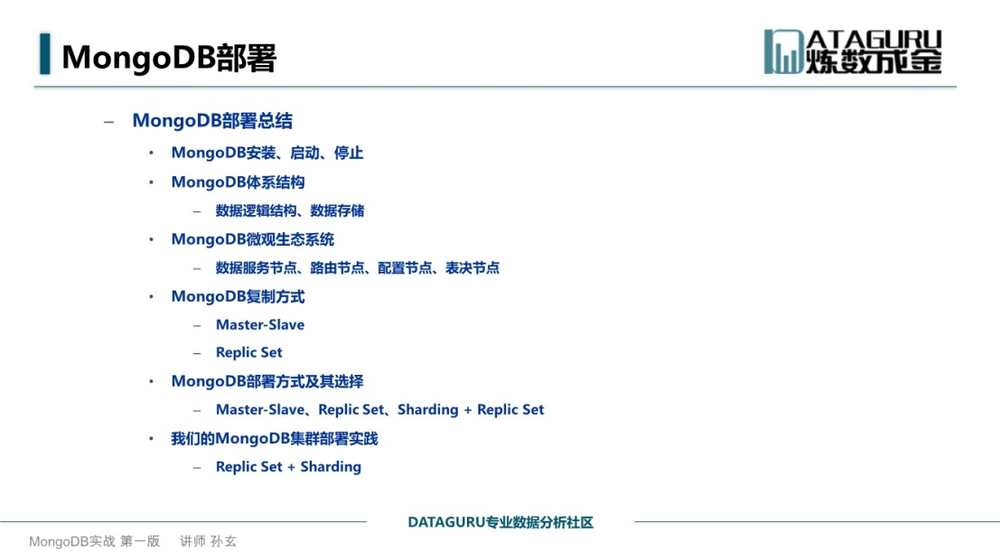 MongoDB部署
DATAGURU
炼数成金
– MongoDB部署总结
• MongoDB安装、启动、停止
• MongoDB体系结构
– 数据逻辑结构、数据存储
• MongoDB微观生态系统
– 数据服务节点、路由节点、配置节点、表决节点
• MongoDB复制方式
– Master-Slave
– Replic Set
• MongoDB部署方式及其选择
– Master-Slave、Replic Set、Sharding + Replic Set
• 我们的MongoDB集群部署实践
– Replic Set + Sharding
DATAGURU专业数据分析社区
MongoDB实战 第一版 讲师 孙玄